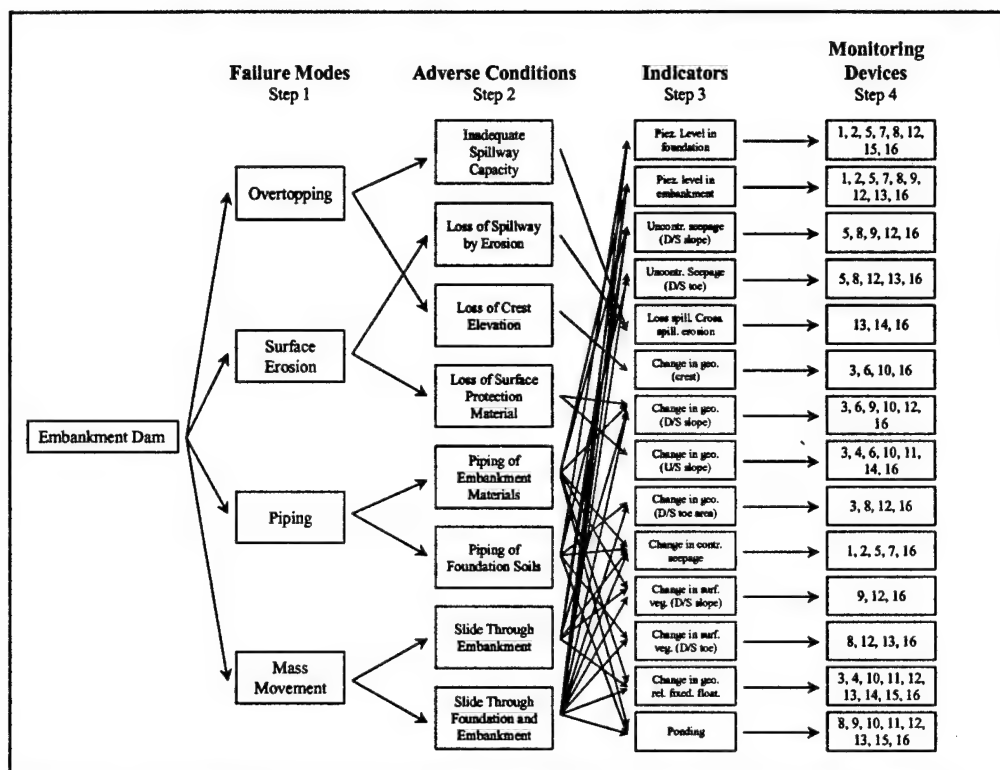 Failure Modes
Step 1
Adverse Conditions
Step 2
Indicators
Step 3
Monitoring
Devices
Step 4
Embankment Dam
Overtopping
Surface
Erosion
Piping
Mass
Movement
Inadequate
Spillway
Capacity
Loss of Spillway
by Erosion
Loss of Crest
Elevation
Loss of Surface
Protection
Material
Piping of
Embankment
Materials
Piping of
Foundation Soils
Slide Through
Embankment
Slide Through
Foundation and
Embankment
Piez. Level in
foundation
Piez. level in
embankment
Uncontr. seepage
(D/S slope)
Uncontr. Seepage
(D/S toe)
Loss spill. Cross
spill. erosion
Change in geo.
(crest)
Change in geo.
(D/S slope)
Change in geo.
(U/S slope)
Change in geo.
(D/S toe area)
Change in contr.
seepage
Change in surf.
veg. (D/S slope)
Change in surf.
veg. (D/S toe)
Change in geo.
rel. fixed. float.
Ponding
1, 2, 5, 7, 8, 12,
15, 16
1, 2, 5, 7, 8, 9,
12, 13, 16
5, 8, 9, 12, 16
5, 8, 12, 13, 16
13, 14, 16
3, 6, 10, 16
3, 6, 9, 10, 12,
16
3, 4, 6, 10, 11,
14, 16
3, 8, 12, 16
1, 2, 5, 7, 16
9, 12, 16
8, 12, 13, 16
3, 4, 10, 11, 12,
13, 14, 15, 16
8, 9, 10, 11, 12,
13, 15, 16